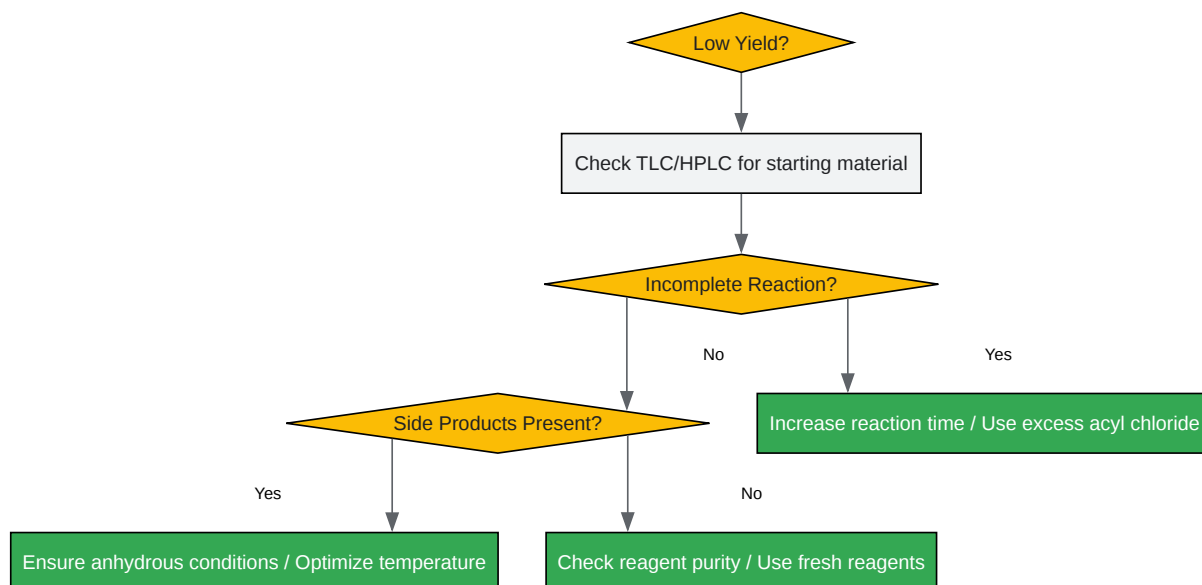 Low Yield?
Check TLC/HPLC for starting material
Incomplete Reaction?
No
Yes
Side Products Present?
Increase reaction time / Use excess acyl chloride
Yes
No
Ensure anhydrous conditions / Optimize temperature
Check reagent purity / Use fresh reagents